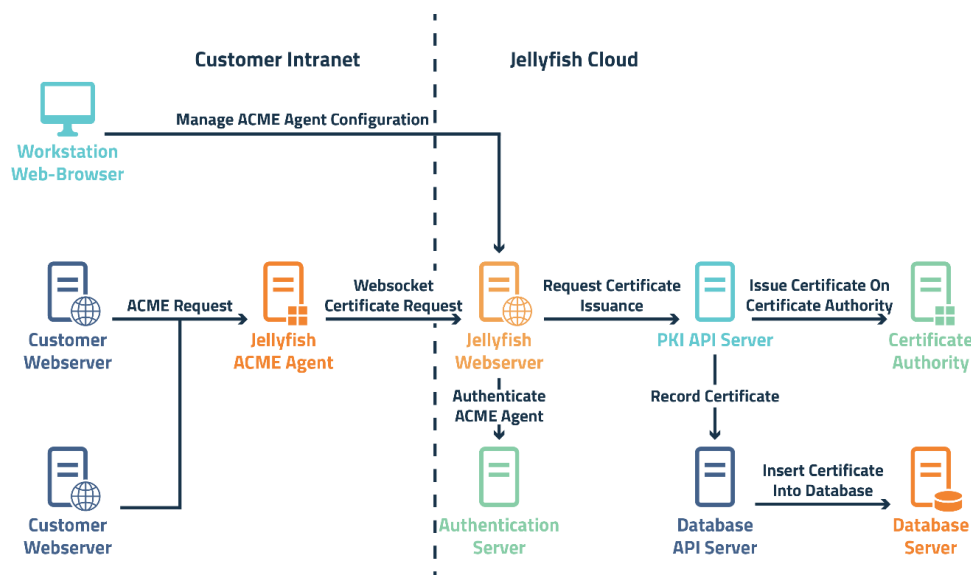 Customer Intranet
Jellyfish Cloud
Manage ACME Agent Configuration
Workstation
Web-Browser
ACME Request
Websocket
Certificate Request
Request Certificate
Issuance
Issue Certificate On
Certificate Authority
Customer
Webserver
Jellyfish
ACME Agent
Jellyfish
Webserver
PKI API Server
Certificate
Authority
Authenticate
ACME Agent
Record Certificate
Insert Certificate
Into Database
Customer
Webserver
Authentication
Server
Database
API Server
Database
Server